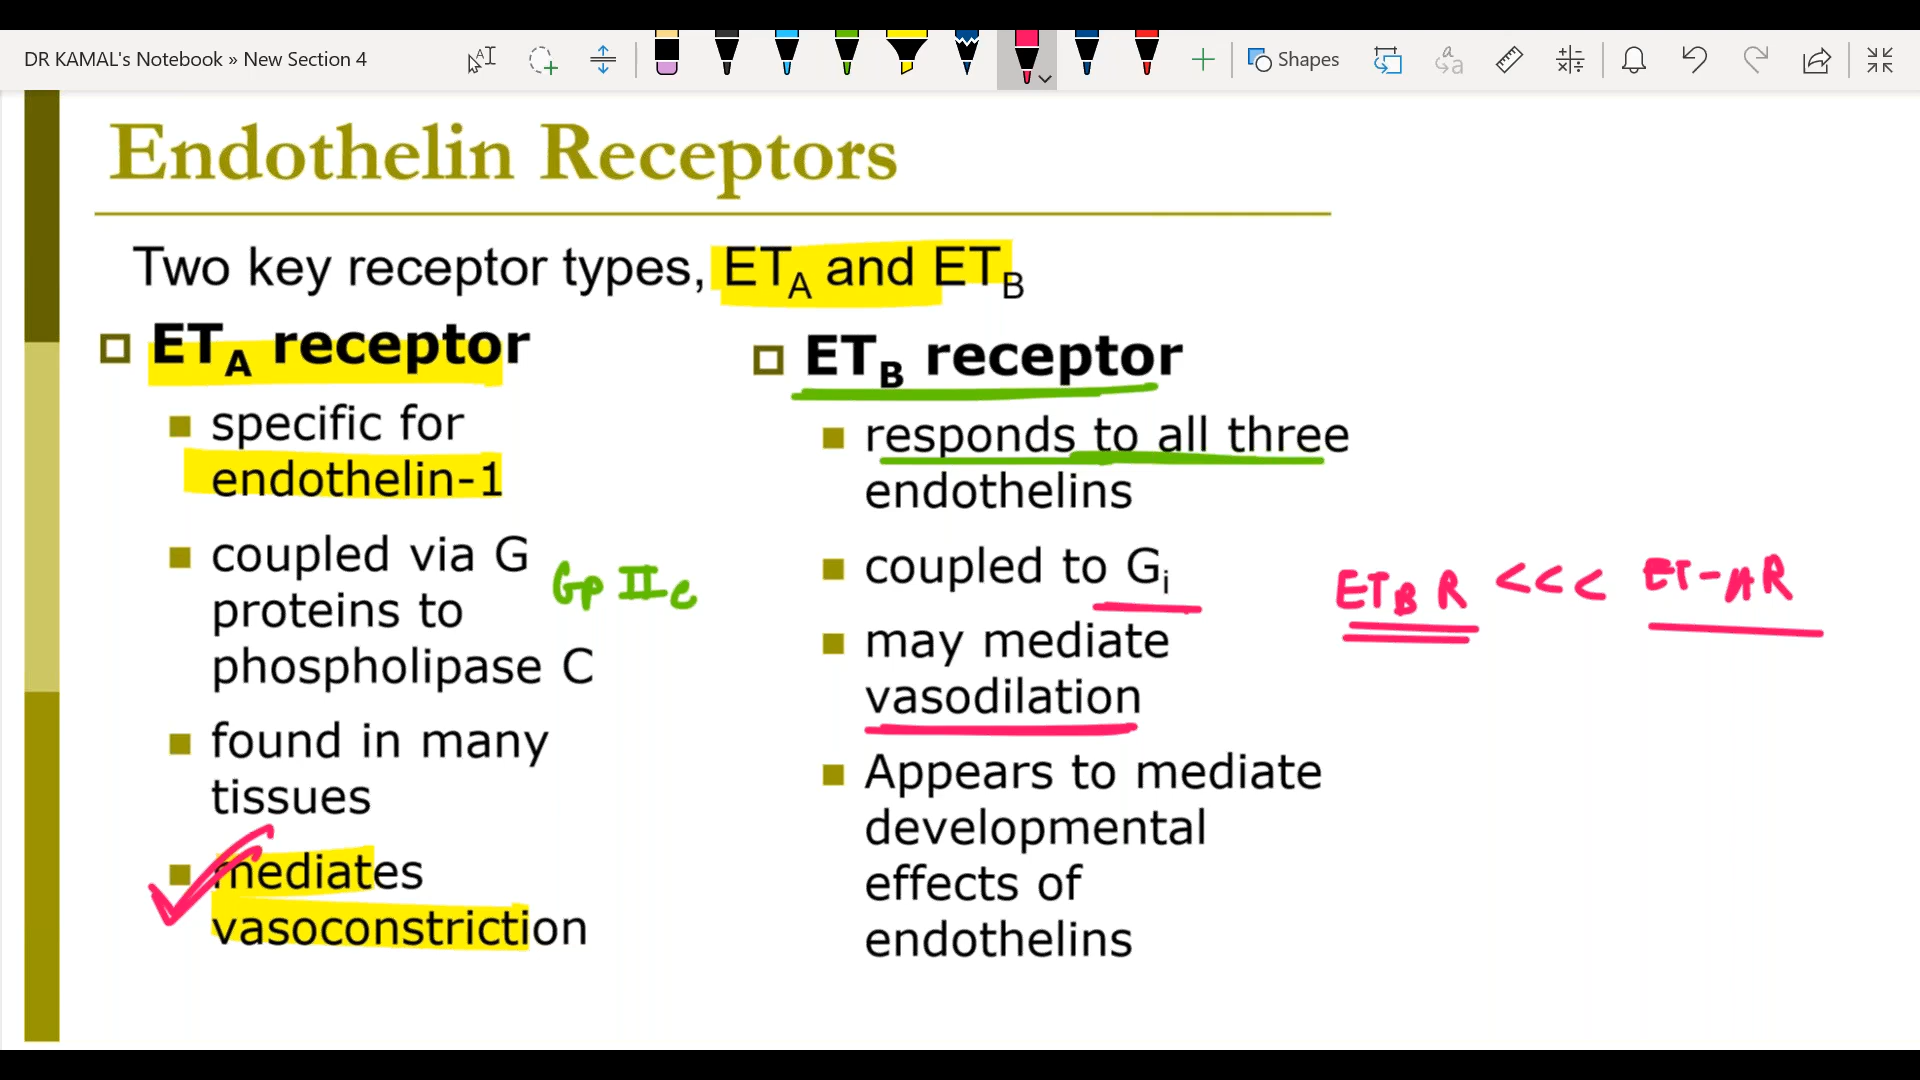 DR KAMAL's Notebook » New Section 4
Shapes
Endothelin Receptors
Two key receptor types, ETA and ETB
ETA receptor
specific for
endothelin-1
coupled via G
proteins to
phospholipase C
Gp IIc
found in many
tissues
mediates
vasoconstriction
ETB receptor
responds to all three
endothelins
coupled to Gi
may mediate
vasodilation
Appears to mediate
developmental
effects of
endothelins
ETB R <<< ET-AR